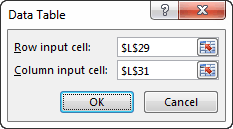 Data Table
?
Row input cell: $L$29
Column input cell: $L$31
OK Cancel